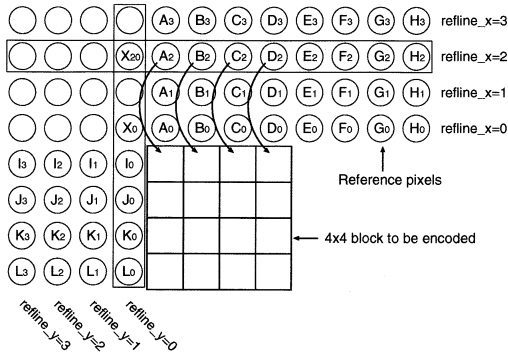 A3 B3 C3 D3 E3 F3 G3 H3 refline_x=3
X20 A2 B2 C2 D2 E2 F2 G2 H2 refline_x=2
A1 B1 C1 D1 E1 F1 G1 H1 refline_x=1
X0 A0 B0 C0 D0 E0 F0 G0 H0 refline_x=0
I3 I2 I1 I0
Reference pixels
J3 J2 J1 J0
K3 K2 K1 K0
4x4 block to be encoded
L3 L2 L1 L0
refline_y=3
refline_y=2
refline_y=1
refline_y=0